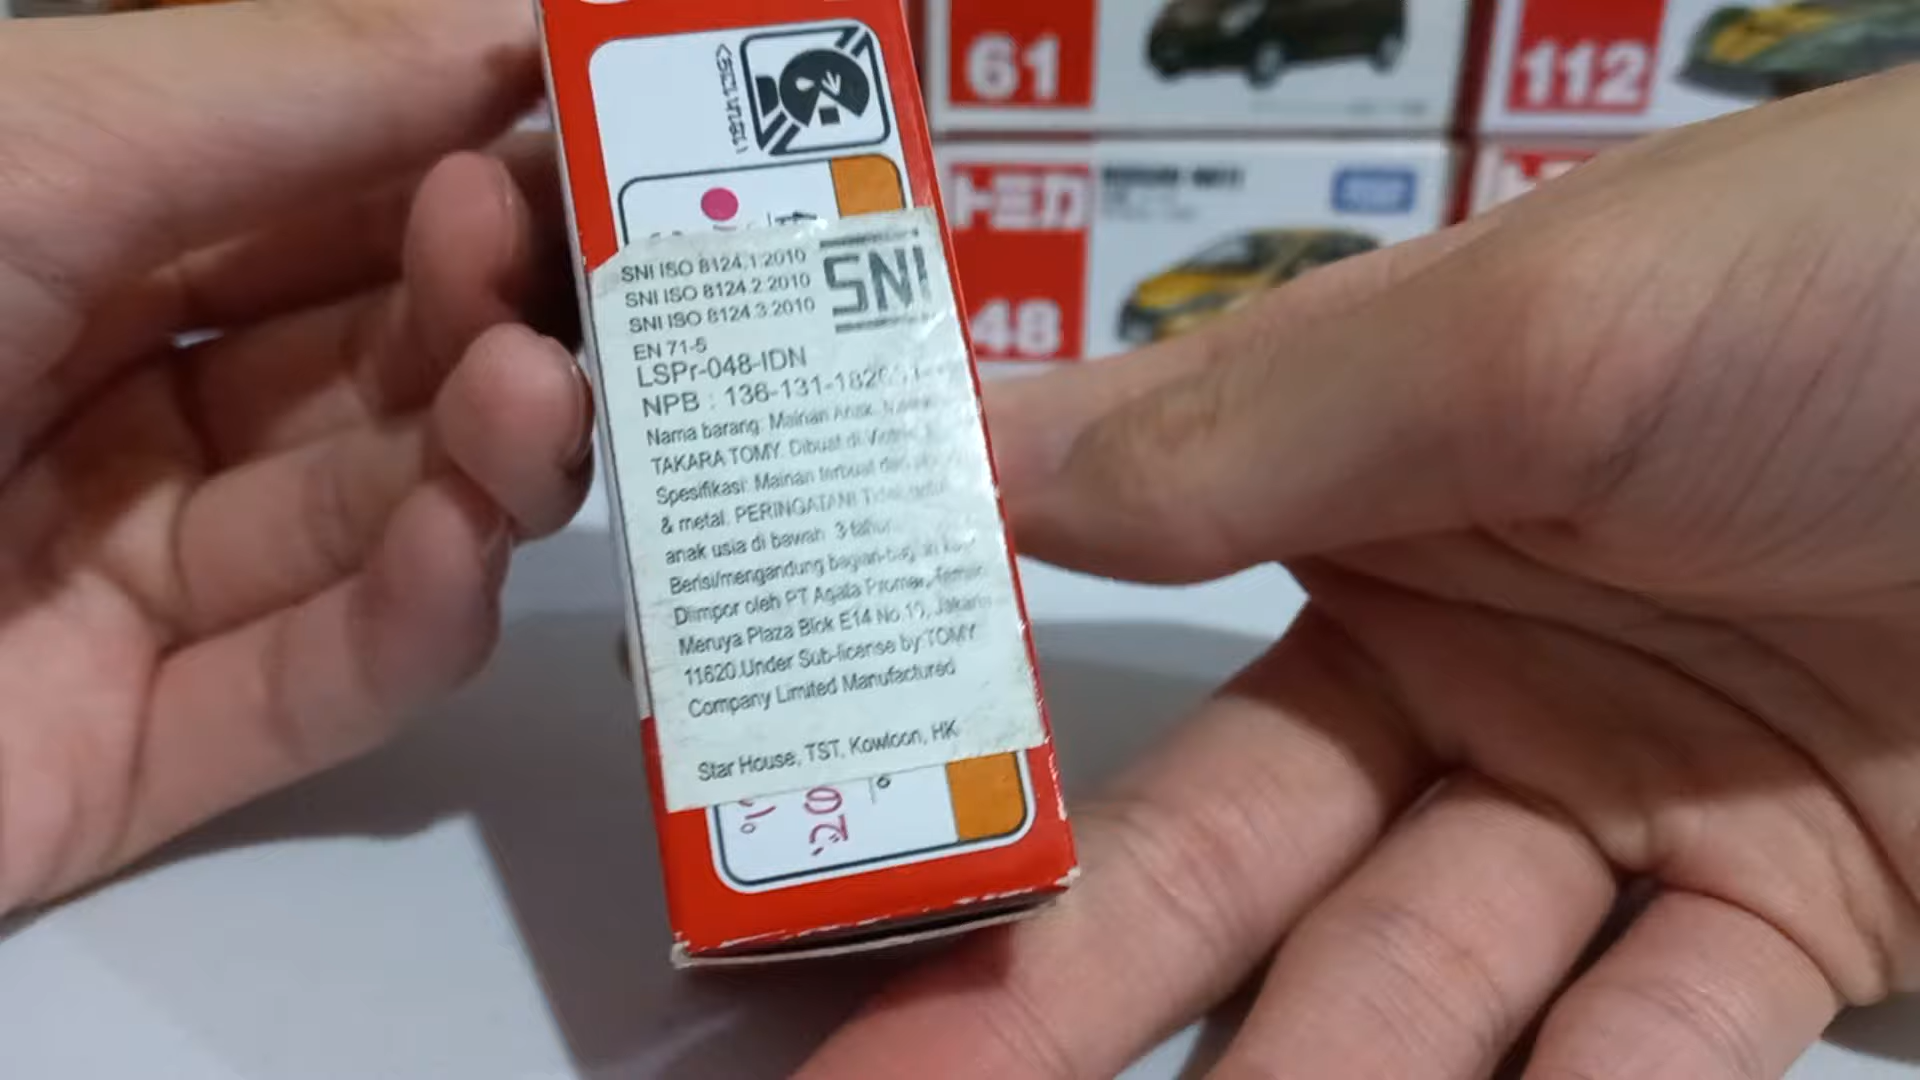 61
112
トミカ
48
SNI ISO 8124.1:2010
SNI
SNI ISO 8124.2:2010
SNI ISO 8124.3:2010
EN 71-5
LSPr-048-IDN
NPB : 136-131-182
Nama barang: Mainan Anak.
TAKARA TOMY. Dibuat di
Spesifikasi: Mainan terbuat dari
& metal. PERINGATAN! Tidak
anak usia di bawah 3 tahun.
Berisi/mengandung bagian-bagian
Diimpor oleh PT Agata
Meruya Plaza Blok E14 No.19, Jakarta
11620.Under Sub-license by TOMY
Company Limited Manufactured
Star House, TST, Kowloon, HK